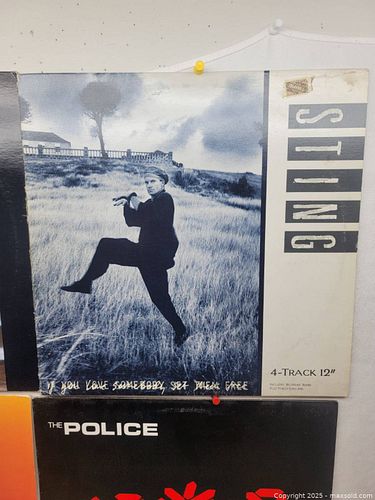 STING
IF YOU LOVE SOMEBODY, SET THEM FREE
4-TRACK 12"
THE POLICE
Copyright 2025 - maxsold.com